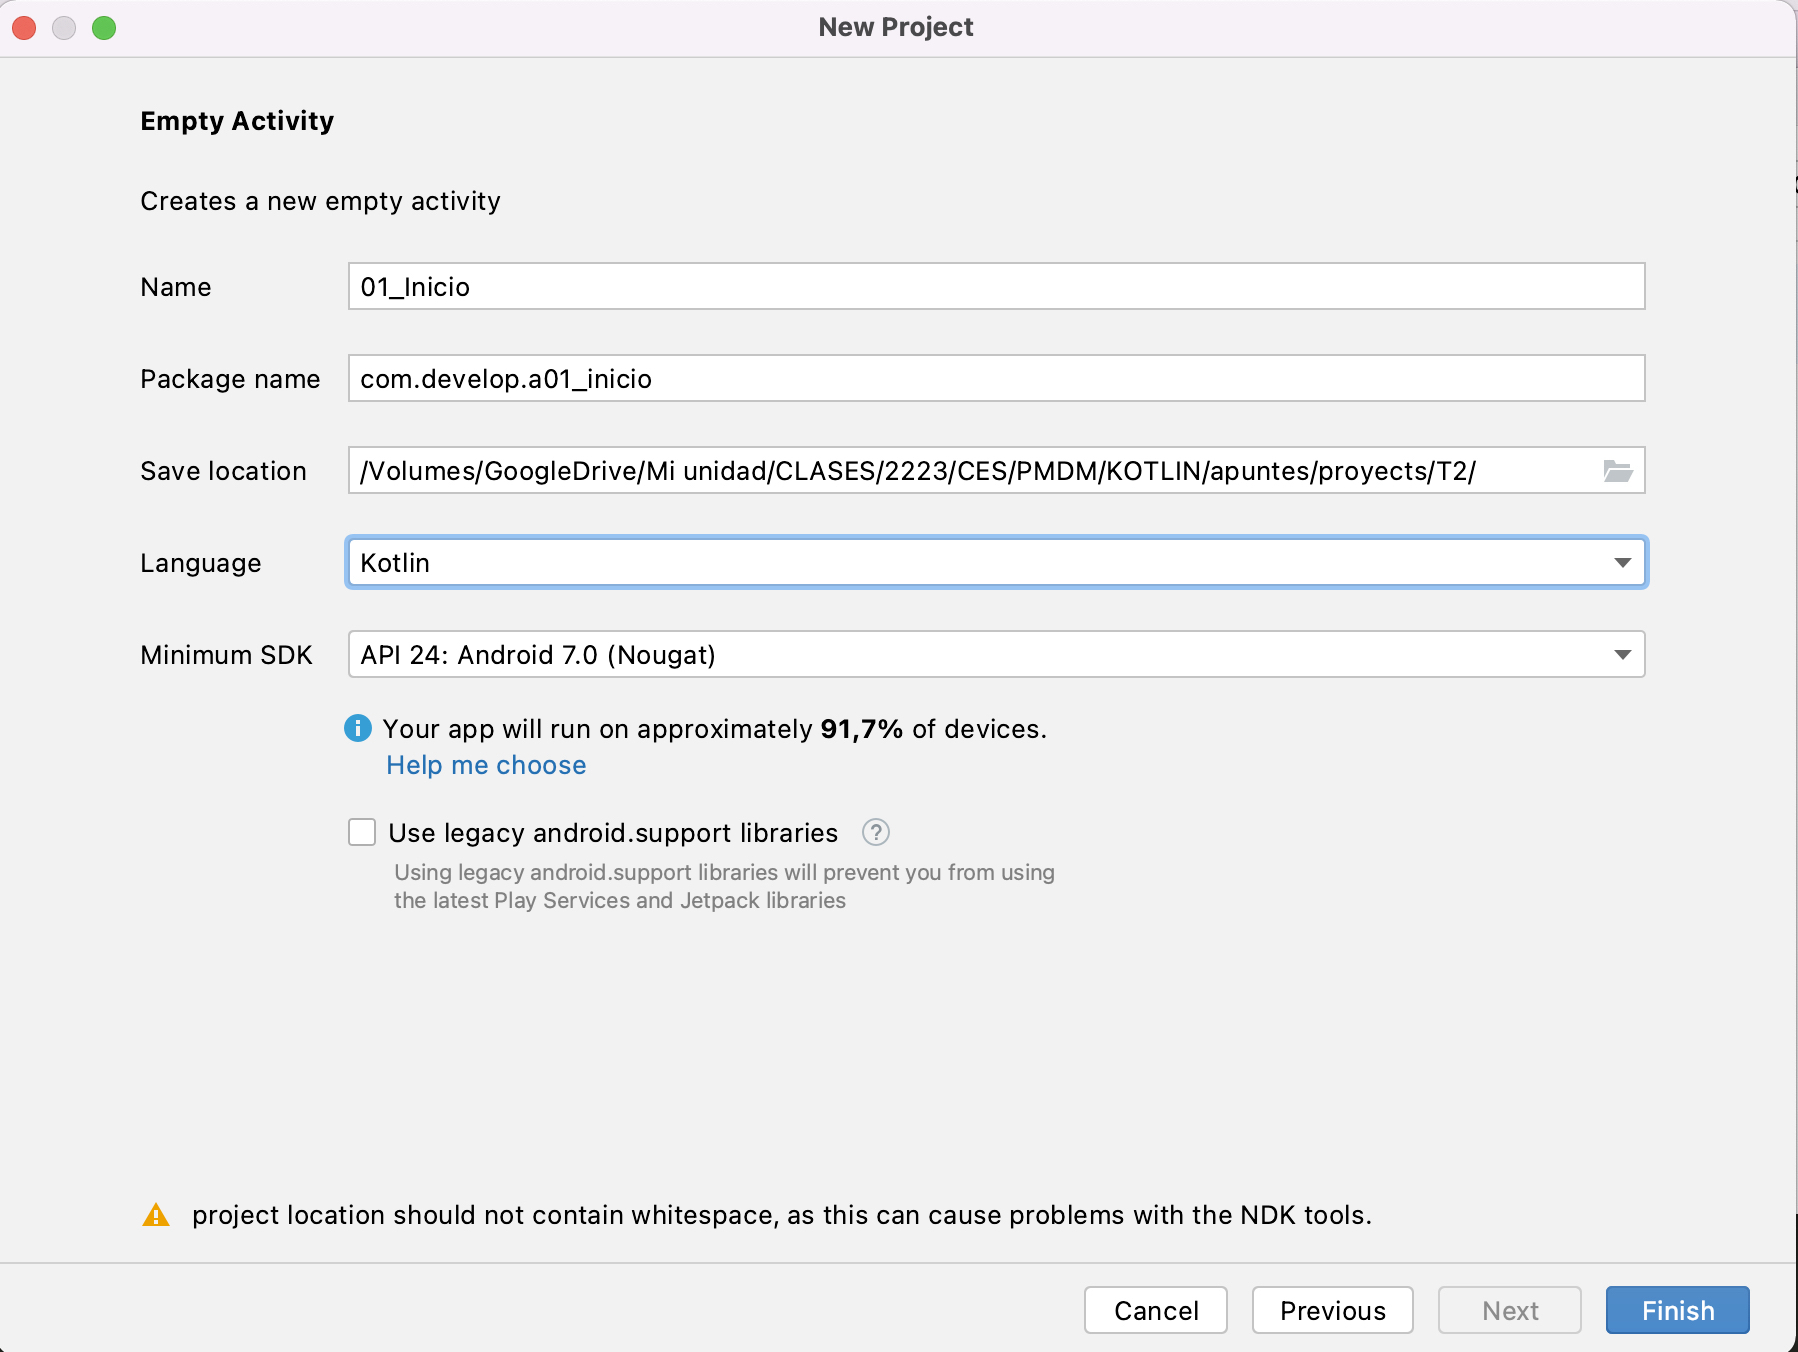 New Project
Empty Activity
Creates a new empty activity
Name 01_Inicio
Package name com.develop.a01_inicio
Save location /Volumes/GoogleDrive/Mi unidad/CLASES/2223/CES/PMDM/KOTLIN/apuntes/proyects/T2/
Language Kotlin
Minimum SDK API 24: Android 7.0 (Nougat)
i Your app will run on approximately 91,7% of devices.
Help me choose
Use legacy android.support libraries ?
Using legacy android.support libraries will prevent you from using
the latest Play Services and Jetpack libraries
project location should not contain whitespace, as this can cause problems with the NDK tools.
Cancel Previous Next Finish